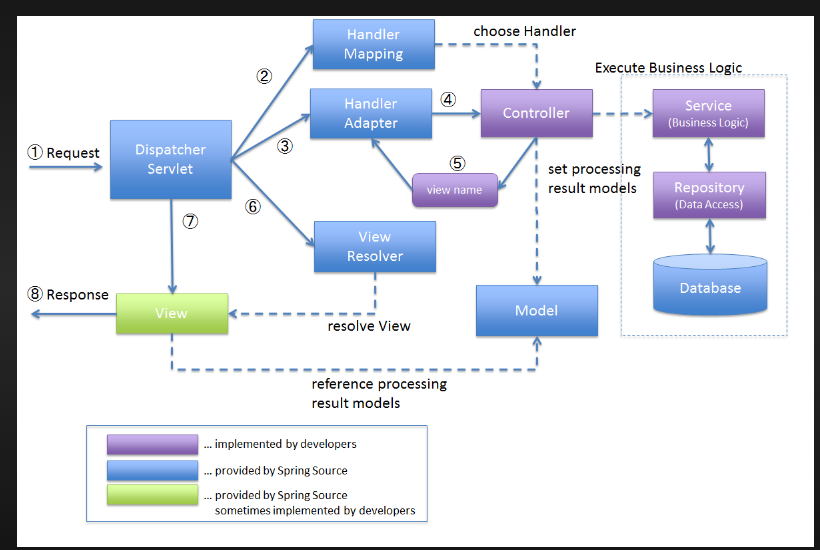 ① Request
Dispatcher
Servlet
②
Handler
Mapping
choose Handler
③
Handler
Adapter
④
Controller
⑤
view name
Execute Business Logic
Service
(Business Logic)
Repository
(Data Access)
Database
set processing
result models
⑥
View
Resolver
⑦
⑧ Response
View
resolve View
Model
reference processing
result models
... implemented by developers
... provided by Spring Source
... provided by Spring Source
sometimes implemented by developers